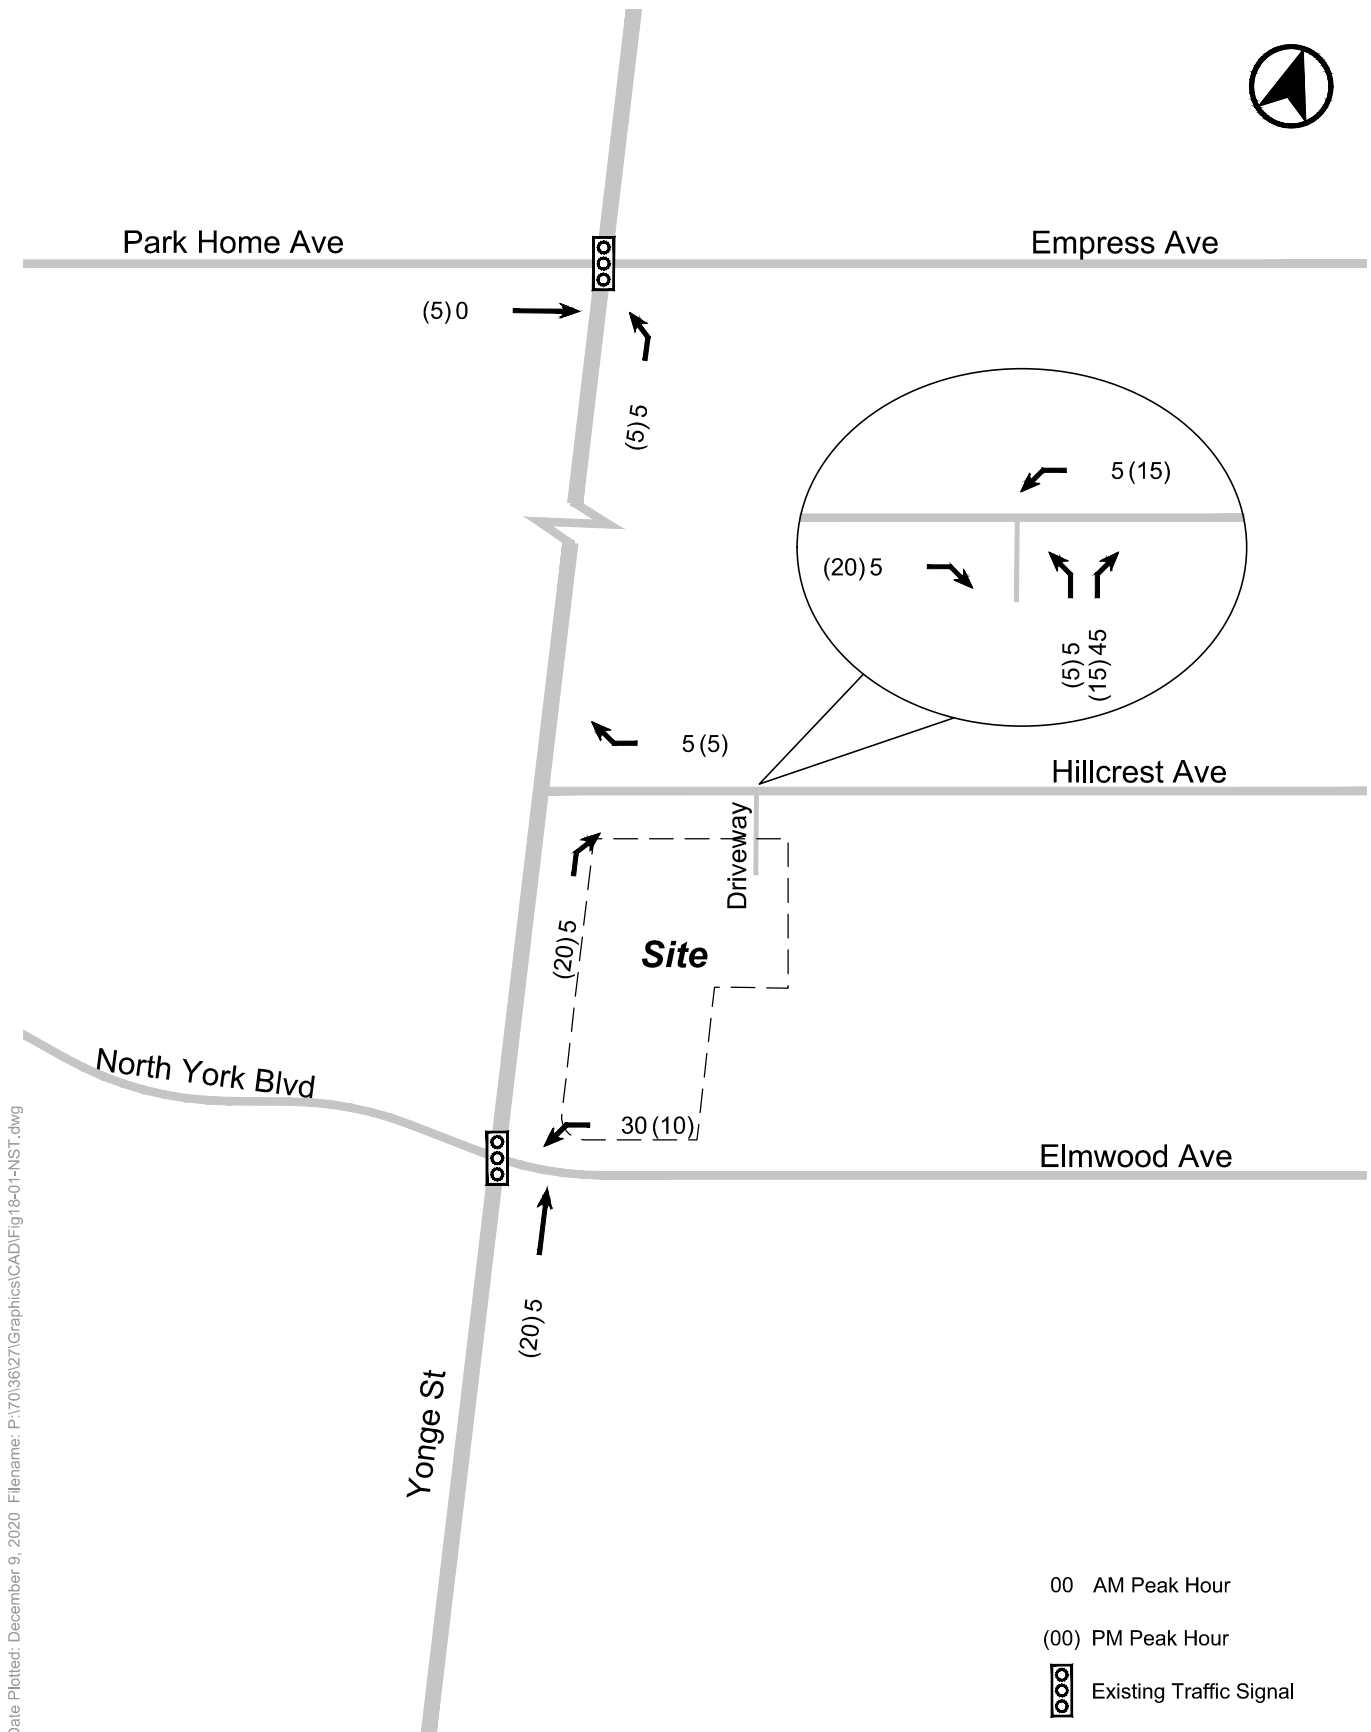 Park Home Ave
Empress Ave
(5) 0
(5) 5
5 (15)
(20) 5
(5) 5
(15) 45
5 (5)
Hillcrest Ave
Driveway
(20) 5
Site
North York Blvd
30 (10)
Elmwood Ave
(20) 5
Yonge St
00 AM Peak Hour
(00) PM Peak Hour
Existing Traffic Signal
Date Plotted: December 9, 2020 Filename: P:\70\36\27\Graphics\CAD\Fig18-01-NST.dwg